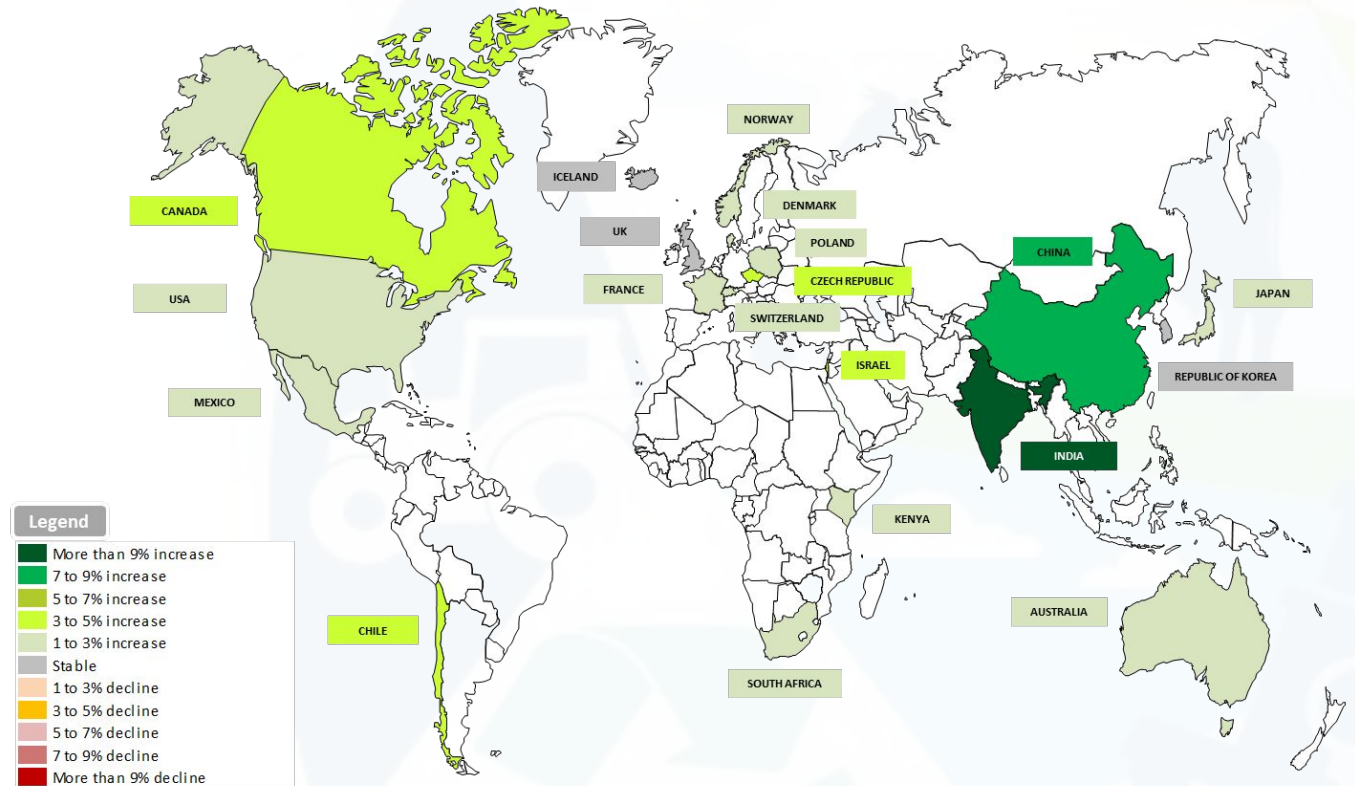 NORWAY
ICELAND
DENMARK
CANADA
UK
POLAND
CHINA
CZECH REPUBLIC
FRANCE
JAPAN
USA
SWITZERLAND
ISRAEL
REPUBLIC OF KOREA
MEXICO
INDIA
KENYA
AUSTRALIA
CHILE
SOUTH AFRICA
Legend
More than 9% increase
7 to 9% increase
5 to 7% increase
3 to 5% increase
1 to 3% increase
Stable
1 to 3% decline
3 to 5% decline
5 to 7% decline
7 to 9% decline
More than 9% decline